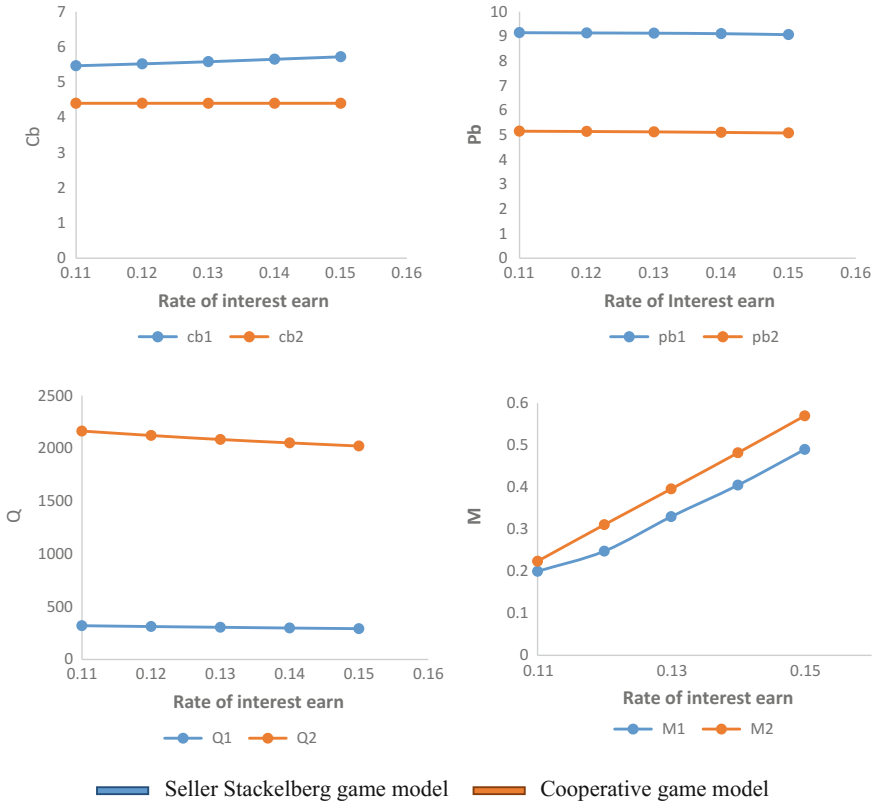 7
6
5
4
3
2
1
0
Cb
0.11 0.12 0.13 0.14 0.15 0.16
Rate of interest earn
cb1 cb2
10
9
8
7
6
5
4
3
2
1
0
Pb
0.11 0.12 0.13 0.14 0.15 0.16
Rate of Interest earn
pb1 pb2
2500
2000
1500
1000
500
0
Q
0.11 0.12 0.13 0.14 0.15 0.16
Rate of interest earn
Q1 Q2
0.6
0.5
0.4
0.3
0.2
0.1
0
M
0.11 0.13 0.15
Rate of interest earn
M1 M2
Seller Stackelberg game model Cooperative game model